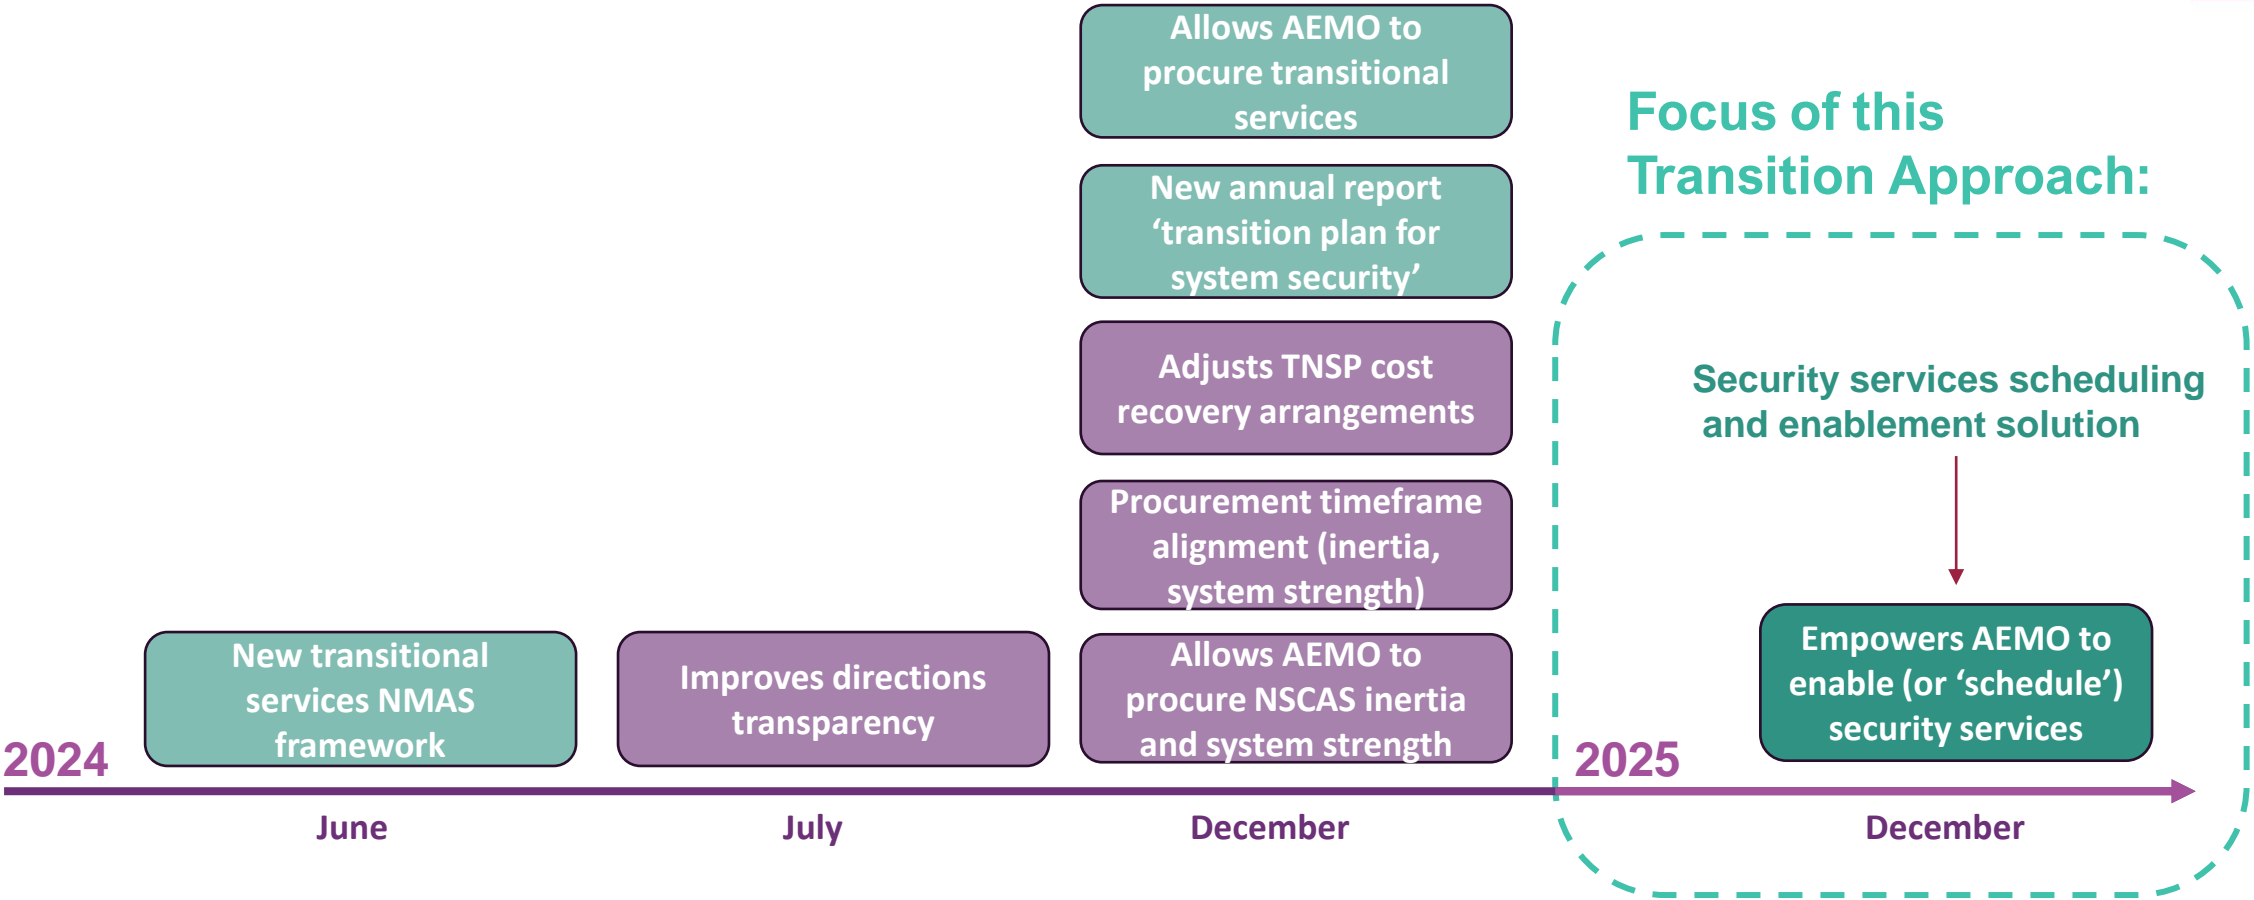 Allows AEMO to
procure transitional
services
New annual report
‘transition plan for
system security’
Adjusts TNSP cost
recovery arrangements
Procurement timeframe
alignment (inertia,
system strength)
New transitional
services NMAS
framework
Improves directions
transparency
Allows AEMO to
procure NSCAS inertia
and system strength
Focus of this
Transition Approach:
Security services scheduling
and enablement solution
Empowers AEMO to
enable (or ‘schedule’)
security services
2024
2025
June
July
December
December